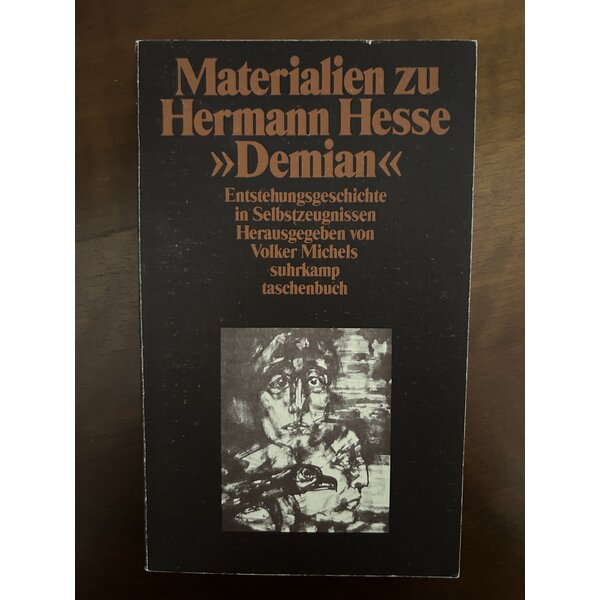 Materialien zu
Hermann Hesse
»Demian«
Entstehungsgeschichte
in Selbstzeugnissen
Herausgegeben von
Volker Michels
suhrkamp
taschenbuch